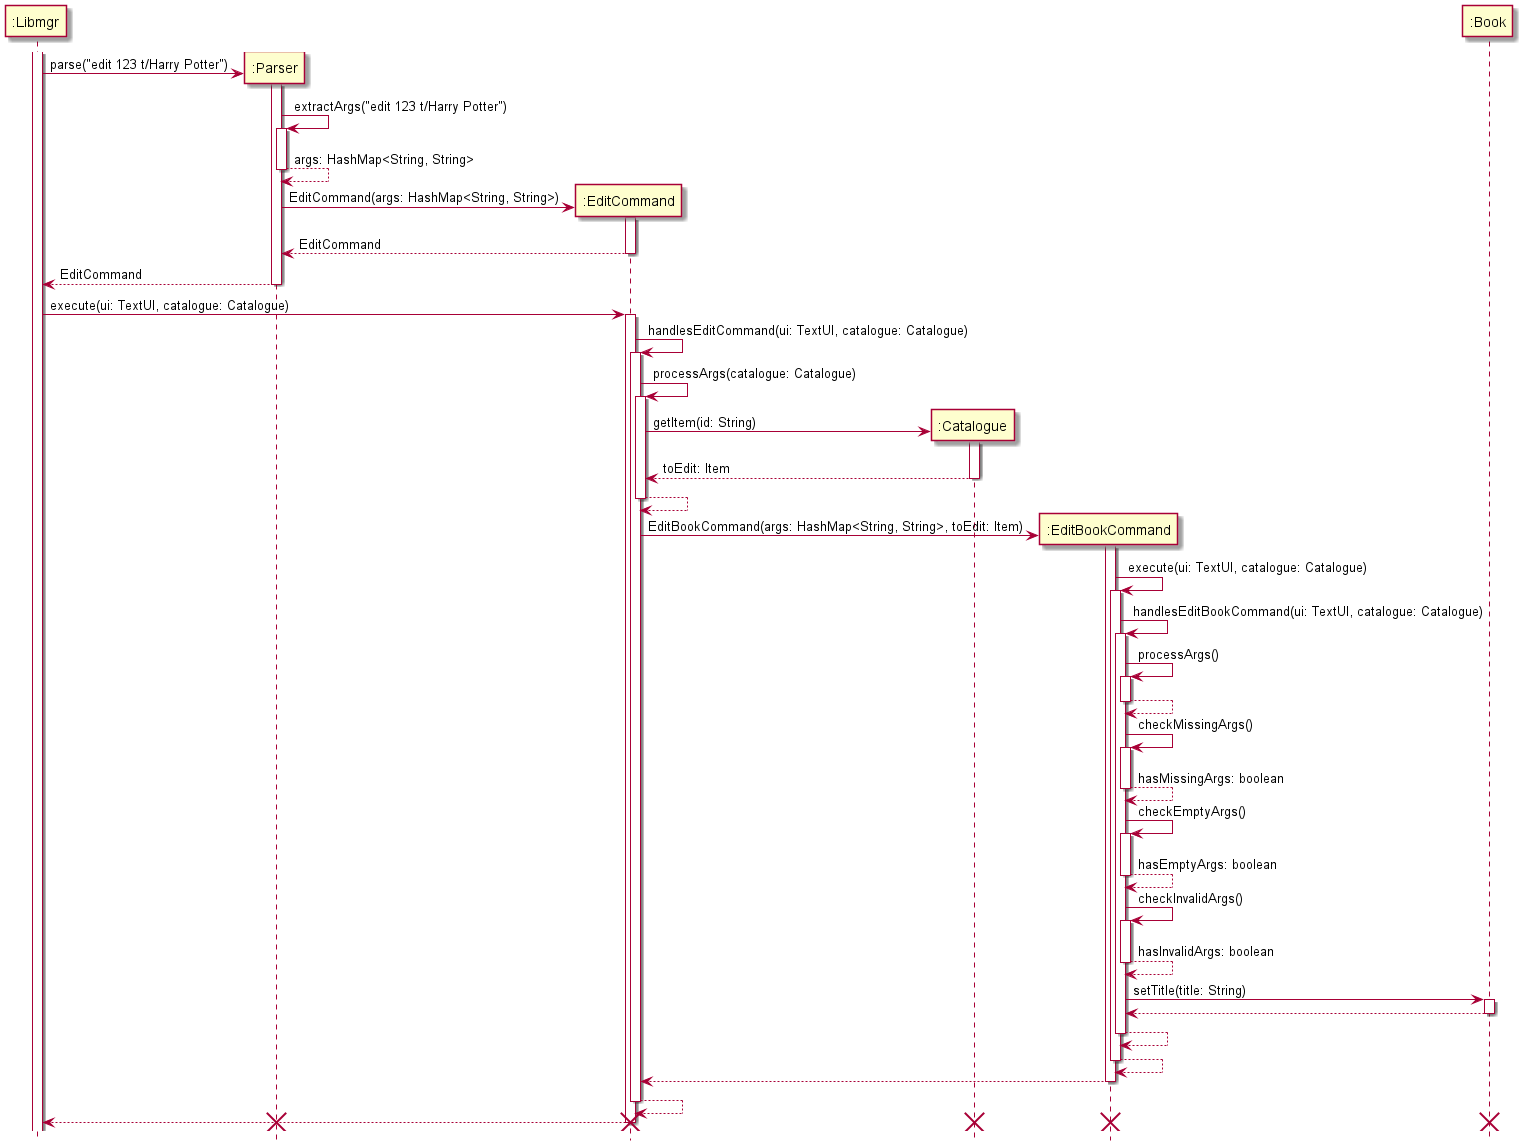 :Libmgr
:Book
parse("edit 123 t/Harry Potter")
:Parser
extractArgs("edit 123 t/Harry Potter")
args: HashMap<String, String>
EditCommand(args: HashMap<String, String>)
:EditCommand
EditCommand
EditCommand
execute(ui: TextUI, catalogue: Catalogue)
handlesEditCommand(ui: TextUI, catalogue: Catalogue)
processArgs(catalogue: Catalogue)
getItem(id: String)
:Catalogue
toEdit: Item
EditBookCommand(args: HashMap<String, String>, toEdit: Item)
:EditBookCommand
execute(ui: TextUI, catalogue: Catalogue)
handlesEditBookCommand(ui: TextUI, catalogue: Catalogue)
processArgs()
checkMissingArgs()
hasMissingArgs: boolean
checkEmptyArgs()
hasEmptyArgs: boolean
checkInvalidArgs()
hasInvalidArgs: boolean
setTitle(title: String)